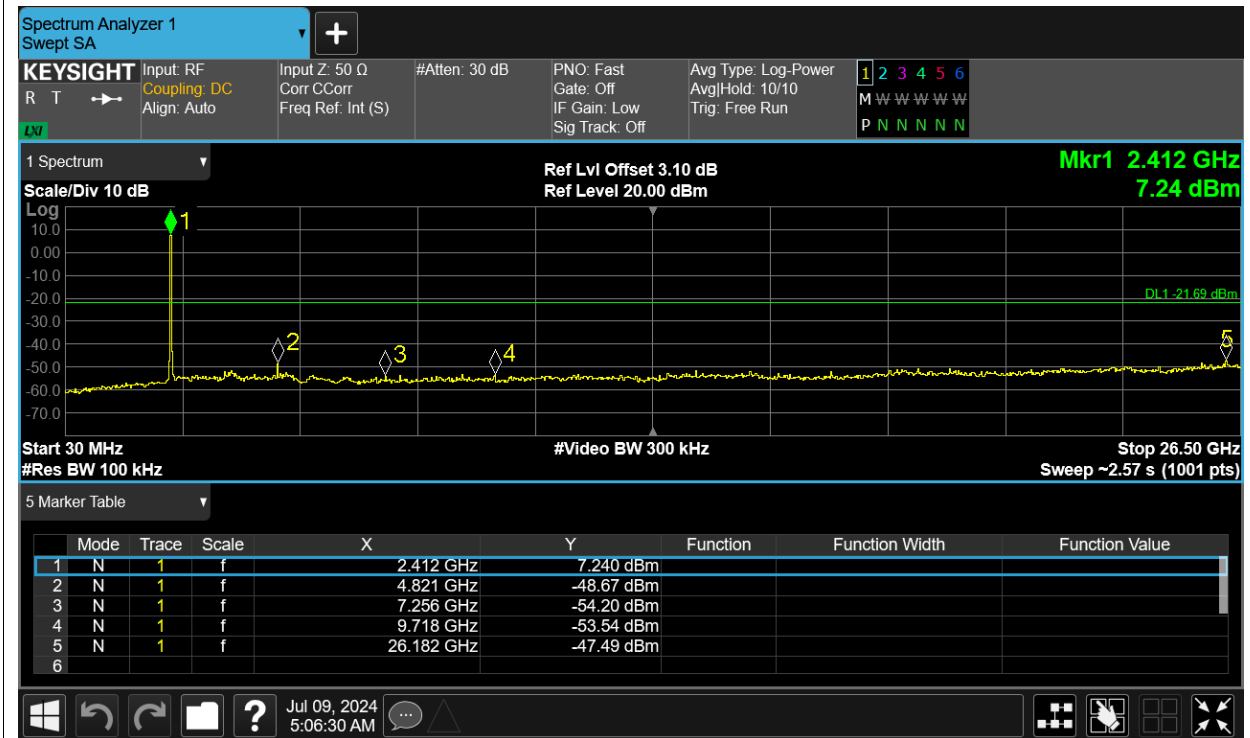 Spectrum Analyzer 1
Swept SA
KEYSIGHT
R T
LXI
Input: RF
Coupling: DC
Align: Auto
Input Z: 50 Ω
Corr CCorr
Freq Ref: Int (S)
#Atten: 30 dB
PNO: Fast
Gate: Off
IF Gain: Low
Sig Track: Off
Avg Type: Log-Power
Avg|Hold: 10/10
Trig: Free Run
1 2 3 4 5 6
M W W W W W
P N N N N N
1 Spectrum
Scale/Div 10 dB
Ref Lvl Offset 3.10 dB
Ref Level 20.00 dBm
Mkr1 2.412 GHz
7.24 dBm
Log
10.0
0.00
-10.0
-20.0
-30.0
-40.0
-50.0
-60.0
-70.0
1
2
3
4
5
DL1 -21.69 dBm
Start 30 MHz
#Video BW 300 kHz
Stop 26.50 GHz
#Res BW 100 kHz
Sweep ~2.57 s (1001 pts)
5 Marker Table
Mode Trace Scale X Y Function Function Width Function Value
1 N 1 f 2.412 GHz 7.240 dBm
2 N 1 f 4.821 GHz -48.67 dBm
3 N 1 f 7.256 GHz -54.20 dBm
4 N 1 f 9.718 GHz -53.54 dBm
5 N 1 f 26.182 GHz -47.49 dBm
6
?
Jul 09, 2024
5:06:30 AM